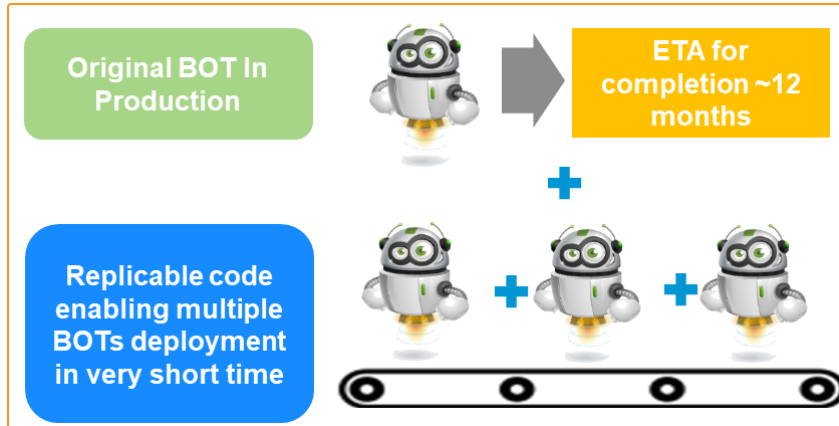 Original BOT In
Production
ETA for
completion ~12
months
Replicable code
enabling multiple
BOTs deployment
in very short time